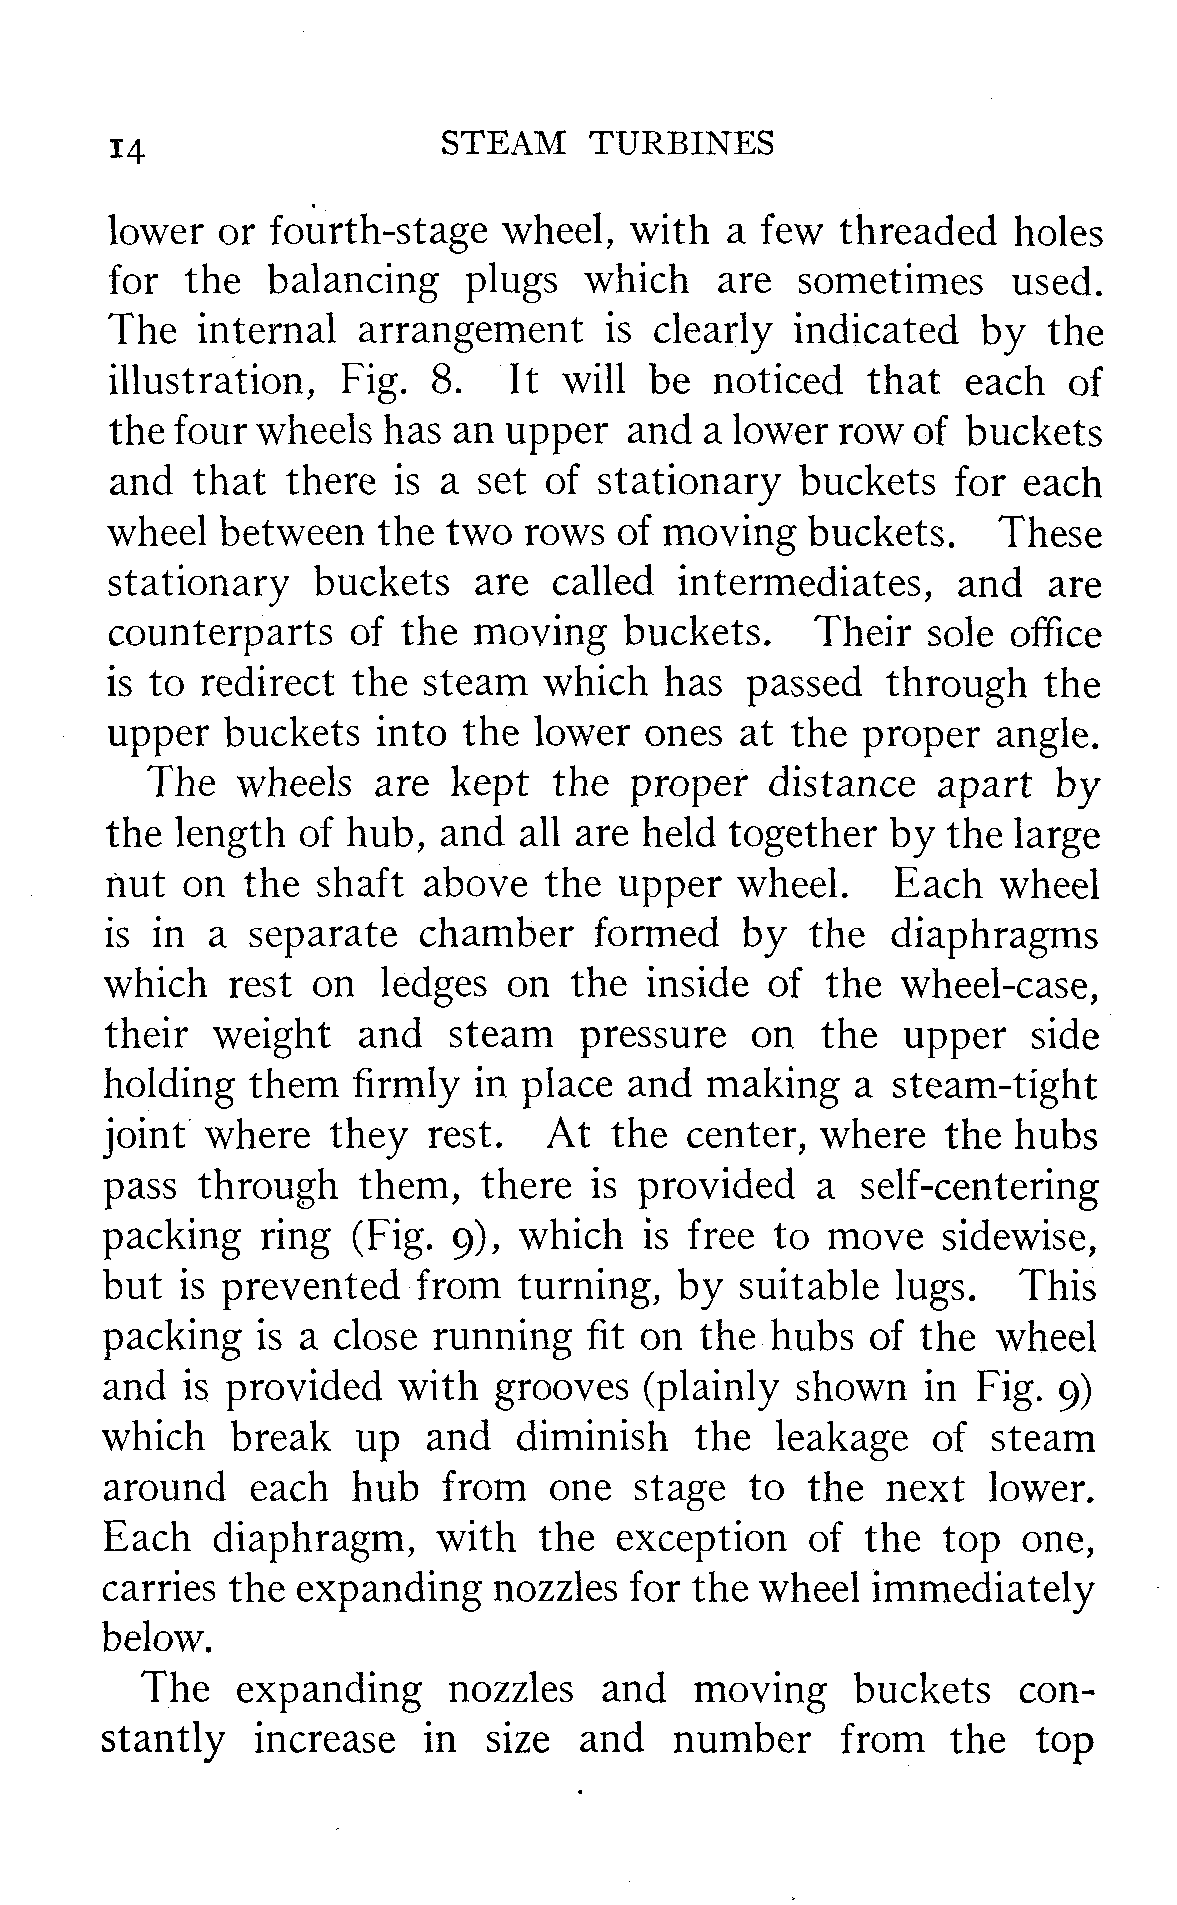 14 STEAM TURBINES
lower or fourth-stage wheel, with a few threaded holes
for the balancing plugs which are sometimes used.
The internal arrangement is clearly indicated by the
illustration, Fig. 8. It will be noticed that each of
the four wheels has an upper and a lower row of buckets
and that there is a set of stationary buckets for each
wheel between the two rows of moving buckets. These
stationary buckets are called intermediates, and are
counterparts of the moving buckets. Their sole office
is to redirect the steam which has passed through the
upper buckets into the lower ones at the proper angle.
The wheels are kept the proper distance apart by
the length of hub, and all are held together by the large
nut on the shaft above the upper wheel. Each wheel
is in a separate chamber formed by the diaphragms
which rest on ledges on the inside of the wheel-case,
their weight and steam pressure on the upper side
holding them firmly in place and making a steam-tight
joint where they rest. At the center, where the hubs
pass through them, there is provided a self-centering
packing ring (Fig. 9), which is free to move sidewise,
but is prevented from turning, by suitable lugs. This
packing is a close running fit on the hubs of the wheel
and is provided with grooves (plainly shown in Fig. 9)
which break up and diminish the leakage of steam
around each hub from one stage to the next lower.
Each diaphragm, with the exception of the top one,
carries the expanding nozzles for the wheel immediately
below.
The expanding nozzles and moving buckets con-
stantly increase in size and number from the top